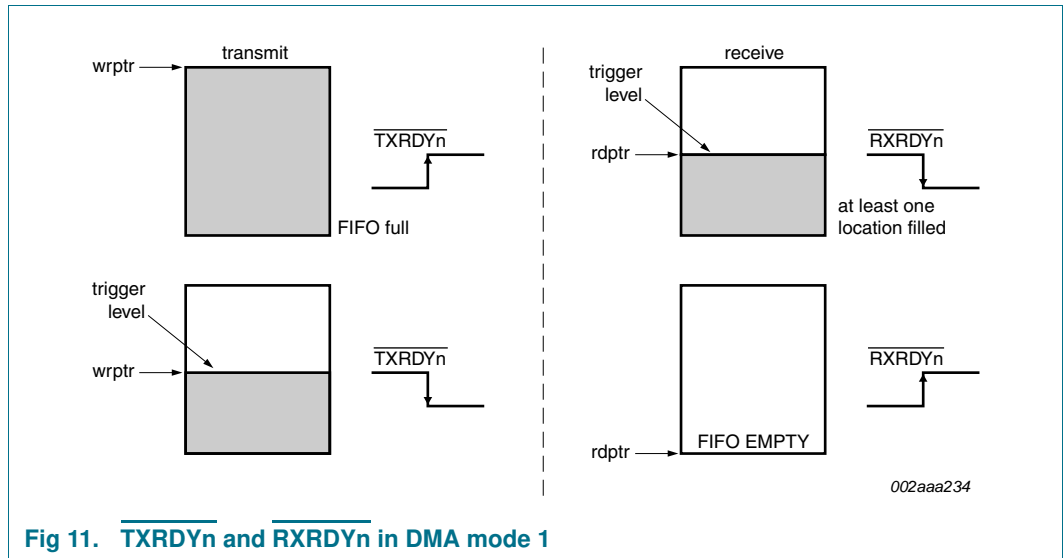 transmit
wrptr
TXRDYn
FIFO full
trigger
level
wrptr
TXRDYn
receive
trigger
level
rdptr
RXRDYn
at least one
location filled
RXRDYn
FIFO EMPTY
rdptr
002aaa234
Fig 11. TXRDYn and RXRDYn in DMA mode 1